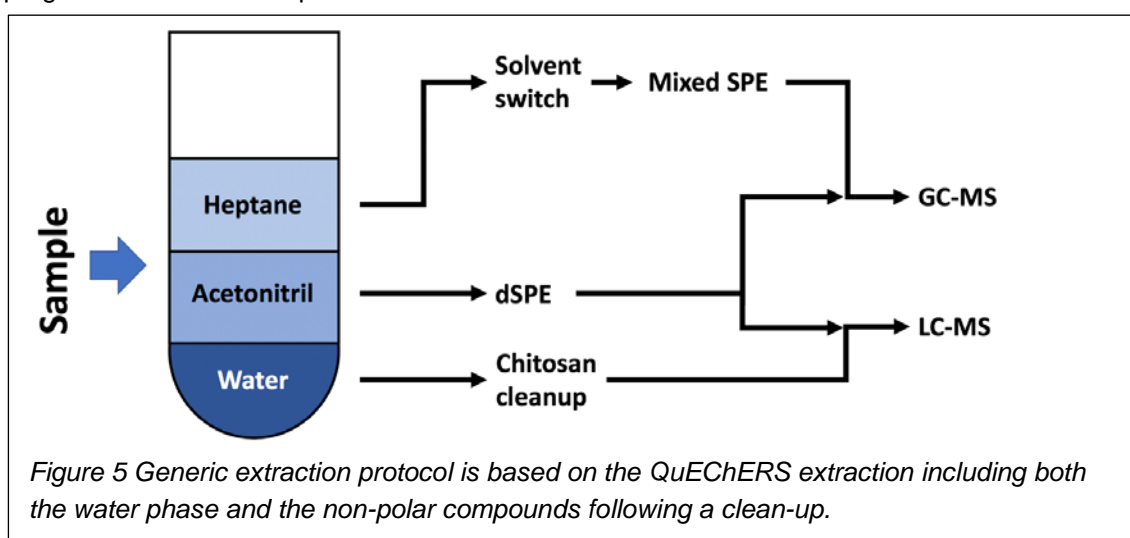 Sample
Heptane
Acetonitril
Water
Solvent
switch
Mixed SPE
dSPE
Chitosan
cleanup
GC-MS
LC-MS
Figure 5 Generic extraction protocol is based on the QuEChERS extraction including both
the water phase and the non-polar compounds following a clean-up.